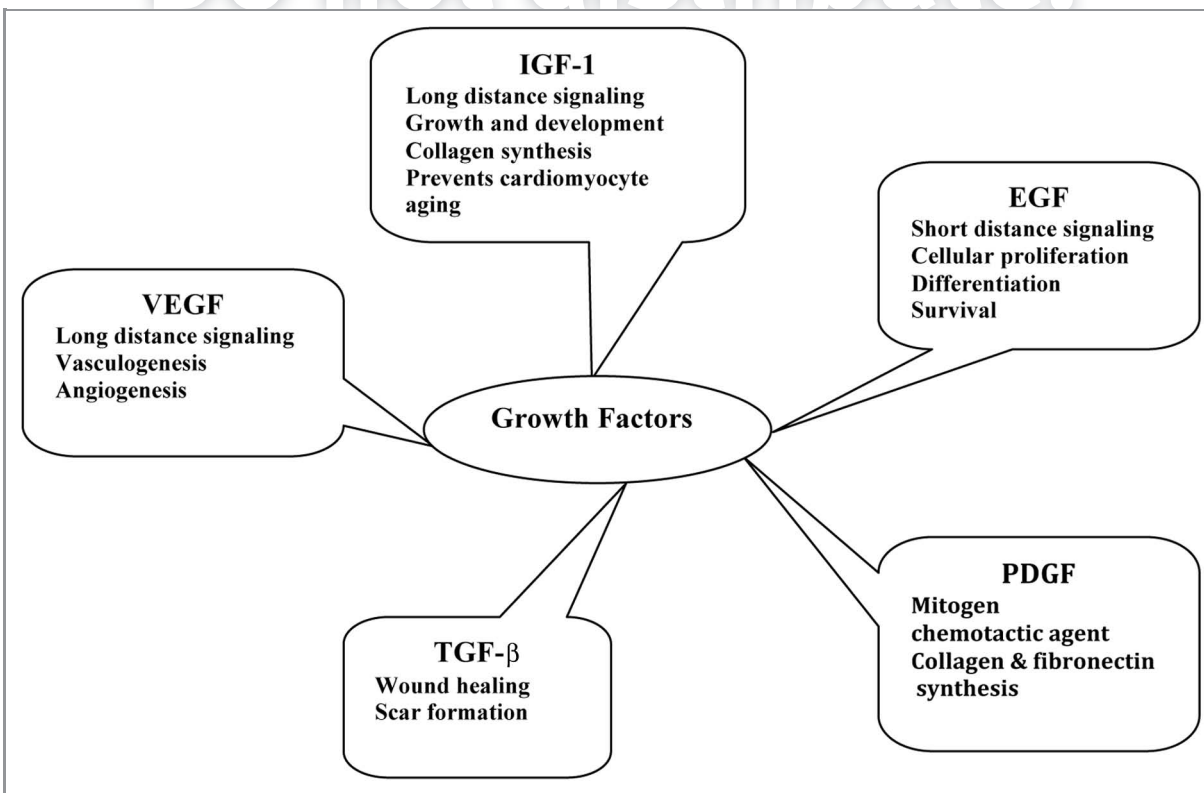 IGF-1
Long distance signaling
Growth and development
Collagen synthesis
Prevents cardiomyocyte
aging
EGF
Short distance signaling
Cellular proliferation
Differentiation
Survival
VEGF
Long distance signaling
Vasculogenesis
Angiogenesis
Growth Factors
PDGF
Mitogen
chemotactic agent
Collagen & fibronectin
synthesis
TGF-β
Wound healing
Scar formation